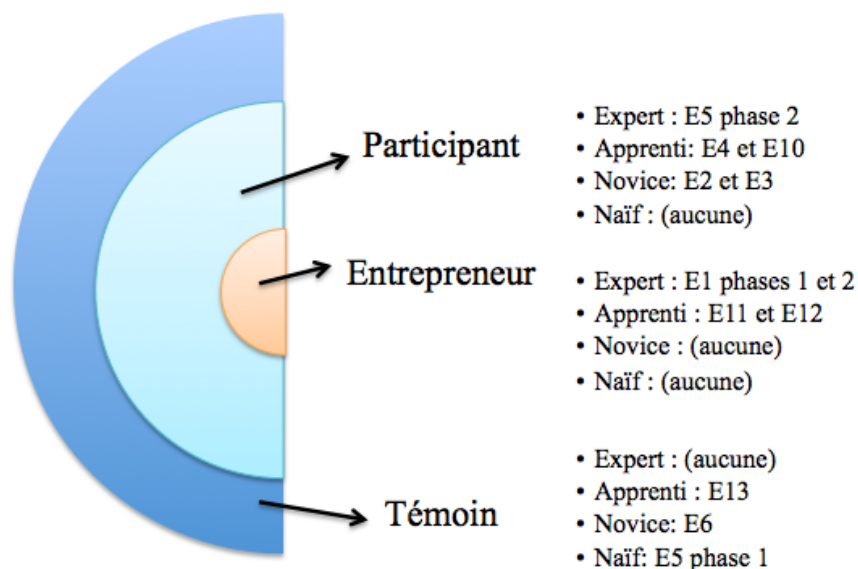 Participant
• Expert : E5 phase 2
• Apprenti: E4 et E10
• Novice: E2 et E3
• Naïf : (aucune)
Entrepreneur
• Expert : E1 phases 1 et 2
• Apprenti : E11 et E12
• Novice : (aucune)
• Naïf : (aucune)
Témoin
• Expert : (aucune)
• Apprenti : E13
• Novice: E6
• Naïf: E5 phase 1